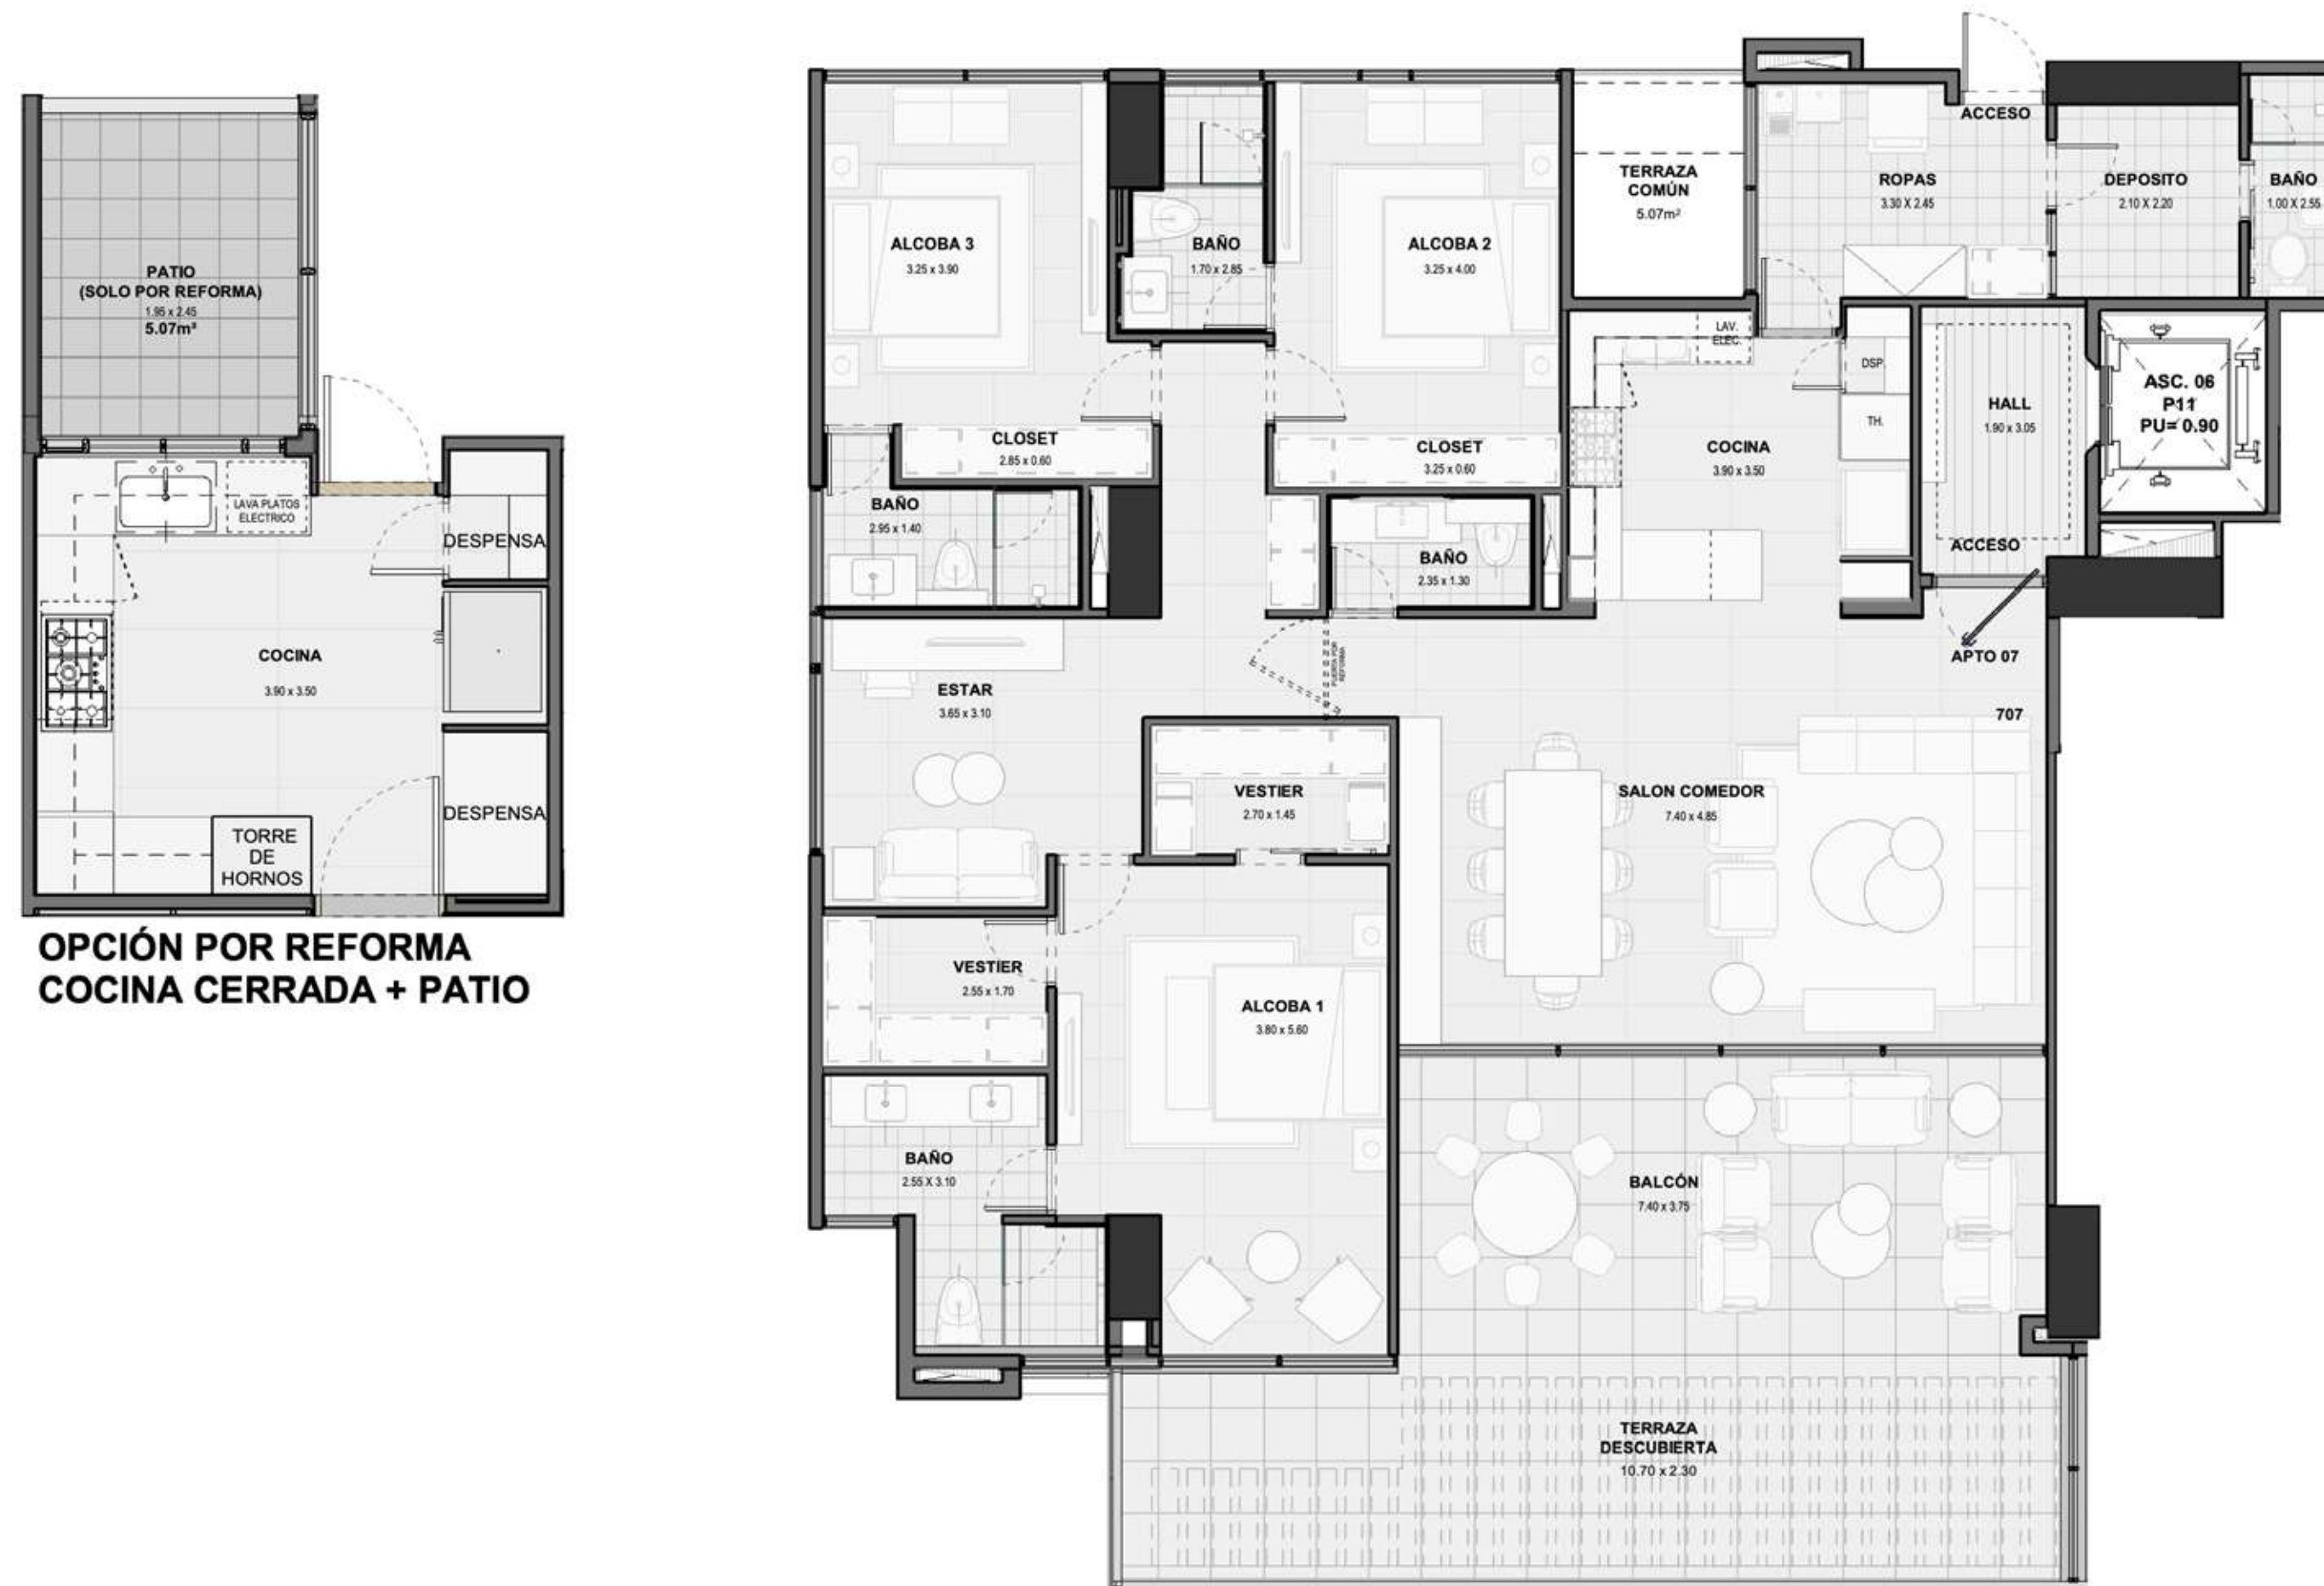 PATIO
(SOLO POR REFORMA)
1.95 x 2.45
5.07m²
LAVA PLATOS
ELECTRICO
DESPENSA
COCINA
3.90 x 3.50
DESPENSA
TORRE
DE
HORNOS
OPCIÓN POR REFORMA
COCINA CERRADA + PATIO
ALCOBA 3
3.25 x 3.90
BAÑO
1.70 x 2.85
ALCOBA 2
3.25 x 4.00
TERRAZA
COMÚN
5.07m²
ACCESO
ROPAS
3.30 X 2.45
DEPOSITO
2.10 X 2.20
BAÑO
1.00 X 2.55
CLOSET
2.85 x 0.60
CLOSET
3.25 x 0.60
LAV.
ELEC.
DSP.
TH.
COCINA
3.90 x 3.50
HALL
1.90 x 3.05
ASC. 06
P11
PU= 0.90
BAÑO
2.95 x 1.40
BAÑO
2.35 x 1.30
ACCESO
PUERTA POR
REFORMA
APTO 07
707
ESTAR
3.65 x 3.10
VESTIER
2.70 x 1.45
SALON COMEDOR
7.40 x 4.85
VESTIER
2.55 x 1.70
ALCOBA 1
3.80 x 5.60
BAÑO
2.55 X 3.10
BALCÓN
7.40 x 3.75
TERRAZA
DESCUBIERTA
10.70 x 2.30